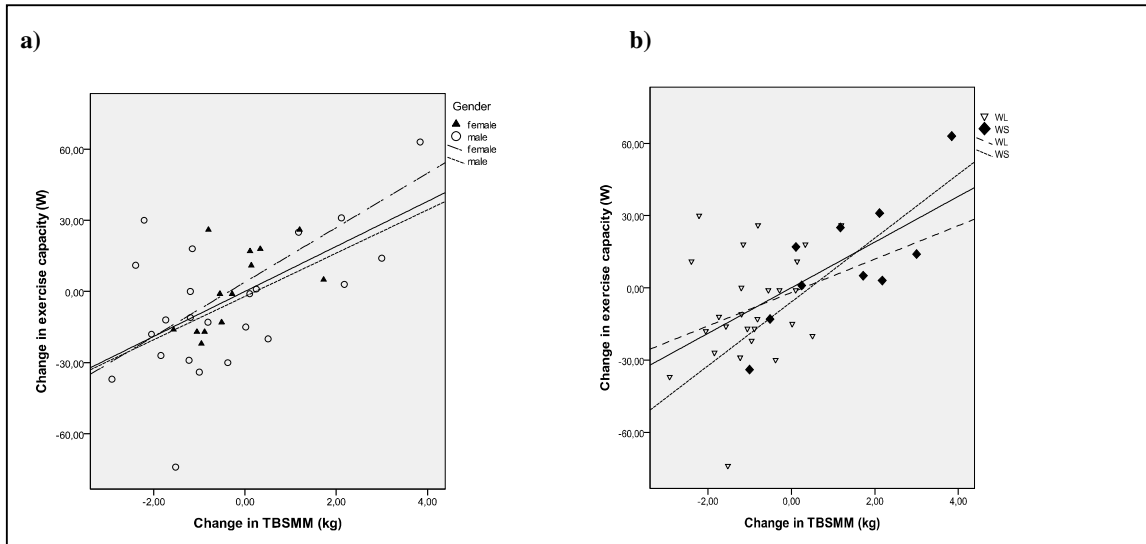 a)
Gender
female
male
female
male
60,00
30,00
0,00
-30,00
-60,00
Change in exercise capacity (W)
-2,00 0,00 2,00 4,00
Change in TBSMM (kg)
b)
WL
WS
WL
WS
60,00
30,00
0,00
-30,00
-60,00
Change in exercise capacity (W)
-2,00 0,00 2,00 4,00
Change in TBSMM (kg)